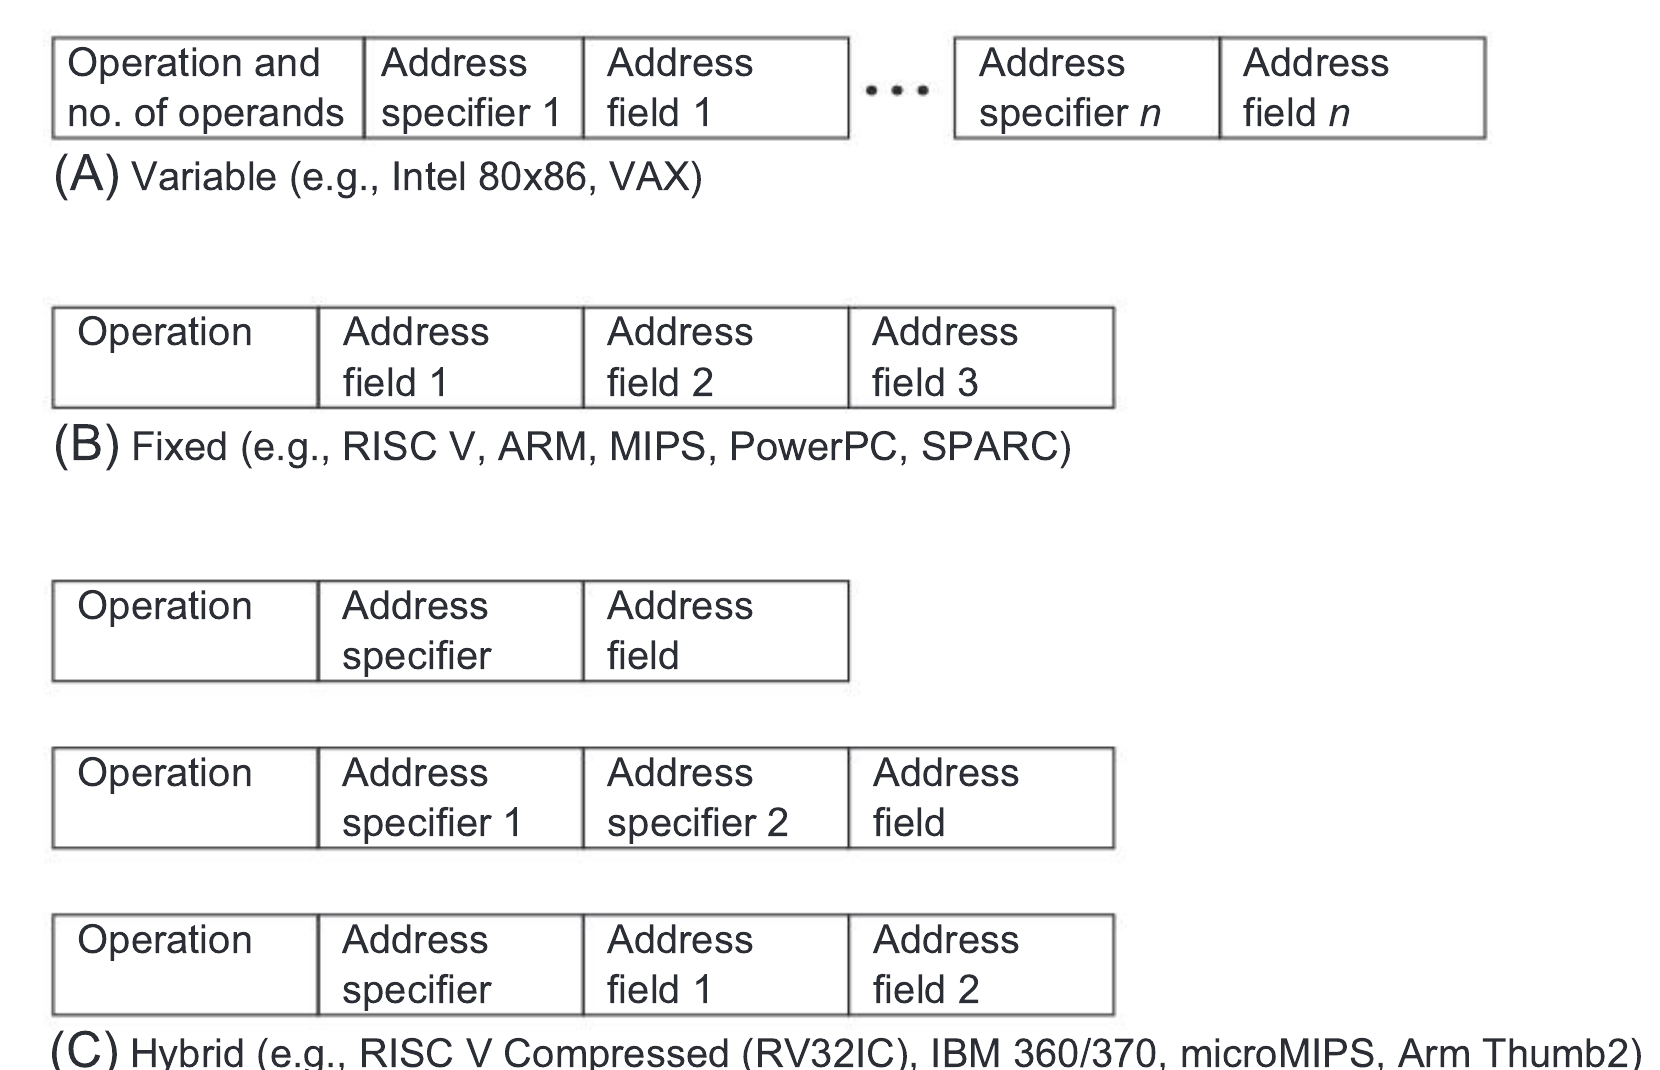 Operation and no. of operands | Address specifier 1 | Address field 1 | ... | Address specifier n | Address field n
(A) Variable (e.g., Intel 80x86, VAX)
Operation | Address field 1 | Address field 2 | Address field 3
(B) Fixed (e.g., RISC V, ARM, MIPS, PowerPC, SPARC)
Operation | Address specifier | Address field
Operation | Address specifier 1 | Address specifier 2 | Address field
Operation | Address specifier | Address field 1 | Address field 2
(C) Hybrid (e.g., RISC V Compressed (RV32IC), IBM 360/370, microMIPS, Arm Thumb2)